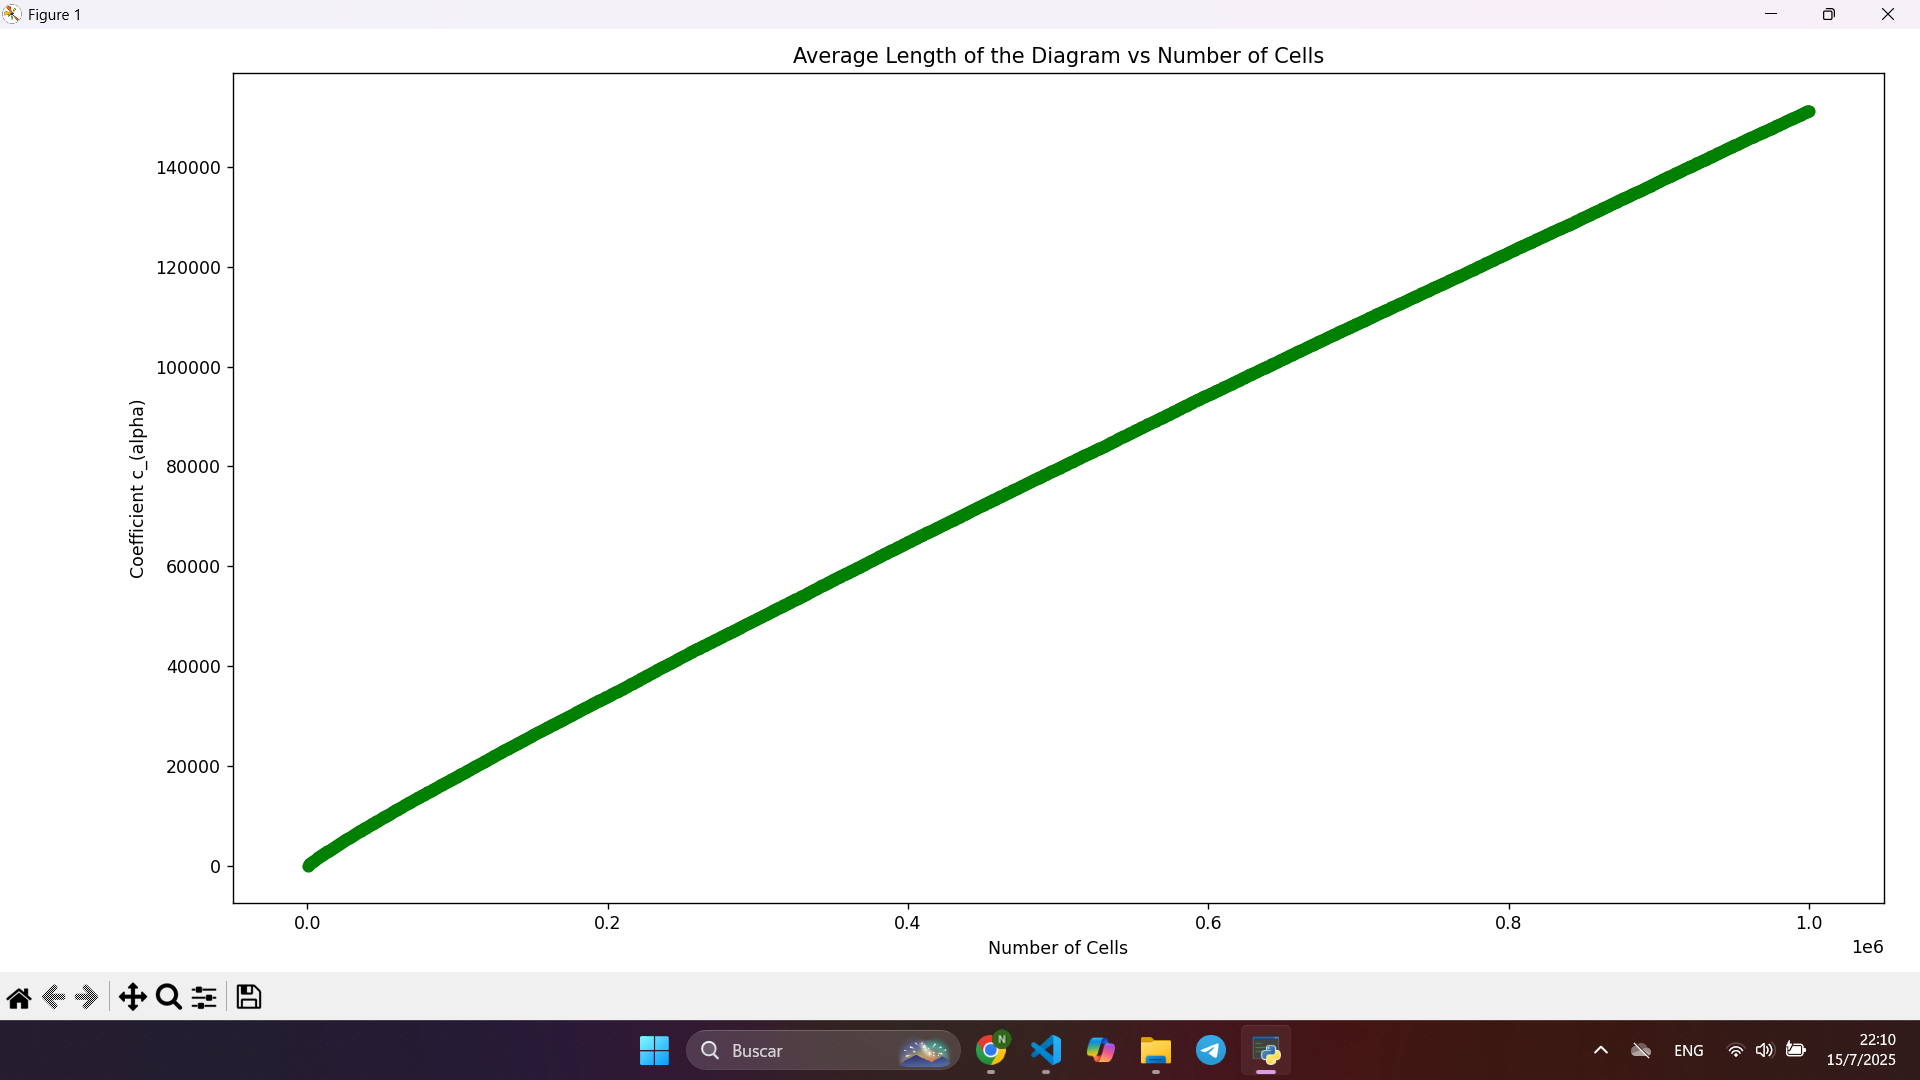 Figure 1
Average Length of the Diagram vs Number of Cells
140000
120000
100000
80000
60000
40000
20000
0
Coefficient c_(alpha)
0.0 0.2 0.4 0.6 0.8 1.0
1e6
Number of Cells
Buscar
N
ENG
22:10
15/7/2025